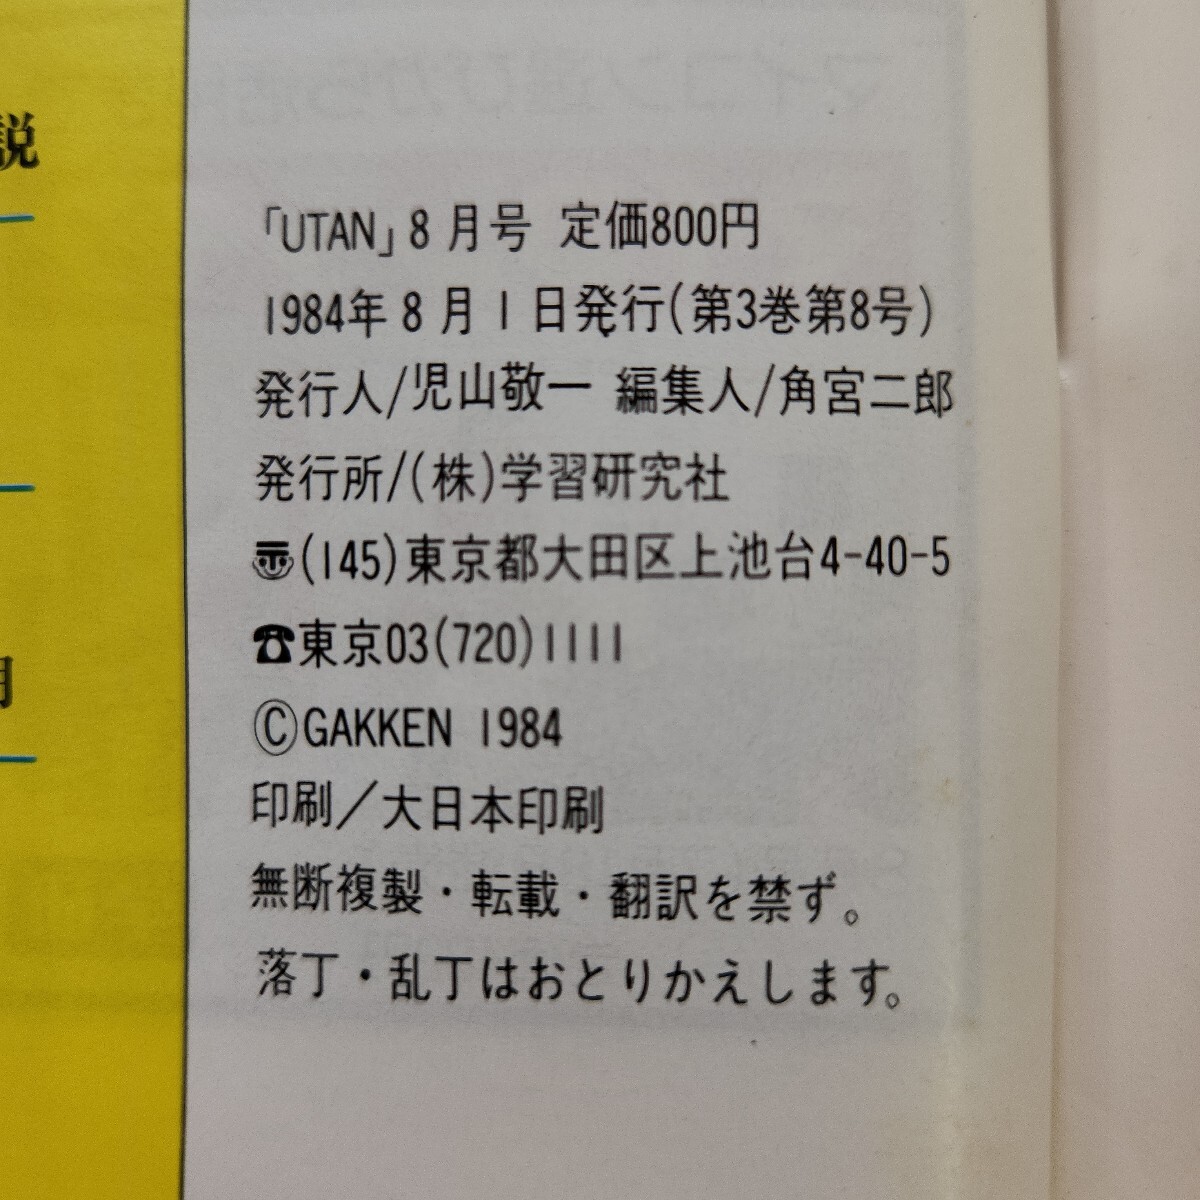 説
「UTAN」8月号 定価800円
1984年8月1日発行(第3巻第8号)
発行人/児山敬一 編集人/角宮二郎
発行所/(株)学習研究社
〠(145)東京都大田区上池台4-40-5
☎東京03(720)1111
ⒸGAKKEN 1984
印刷／大日本印刷
無断複製・転載・翻訳を禁ず。
落丁・乱丁はおとりかえします。